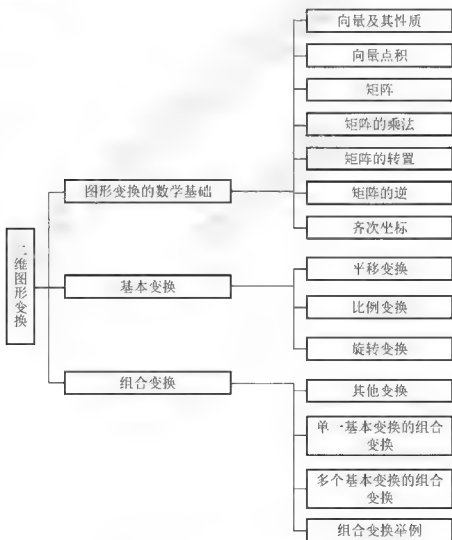 维图形变换
图形变换的数学基础
向量及其性质
向量点积
矩阵
矩阵的乘法
矩阵的转置
矩阵的逆
齐次坐标
基本变换
平移变换
比例变换
旋转变换
组合变换
其他变换
单一基本变换的组合
变换
多个基本变换的组合
变换
组合变换举例